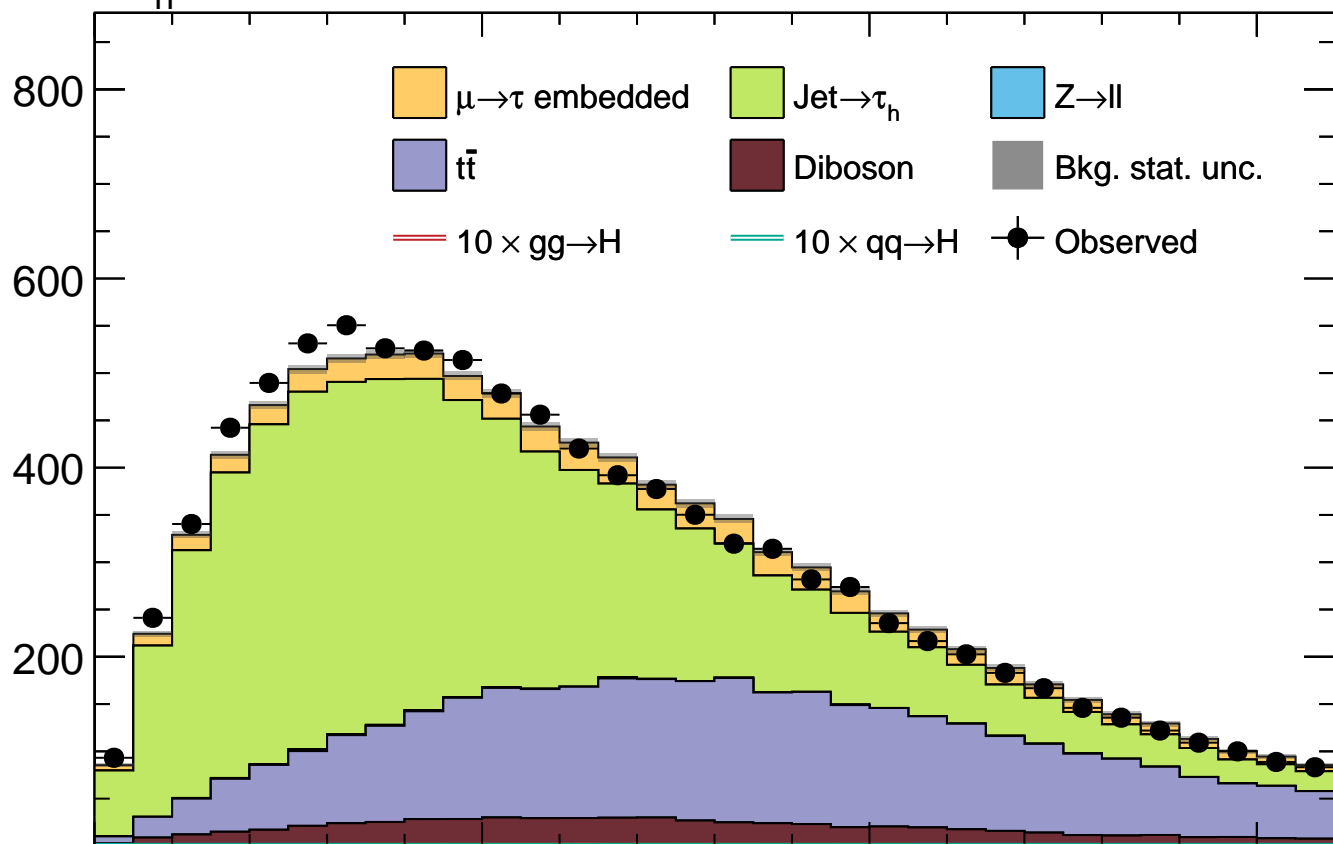 h
800
μ→τ embedded Jet→τh Z→ll
tt̄ Diboson Bkg. stat. unc.
10 × gg→H 10 × qq→H Observed
600
400
200